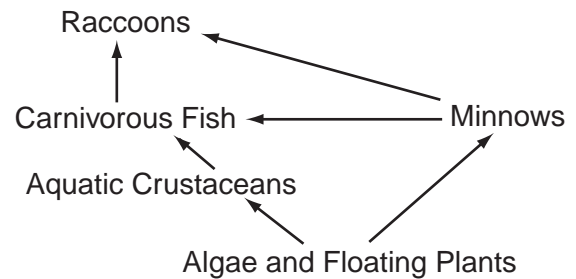 Raccoons
Carnivorous Fish
Minnows
Aquatic Crustaceans
Algae and Floating Plants